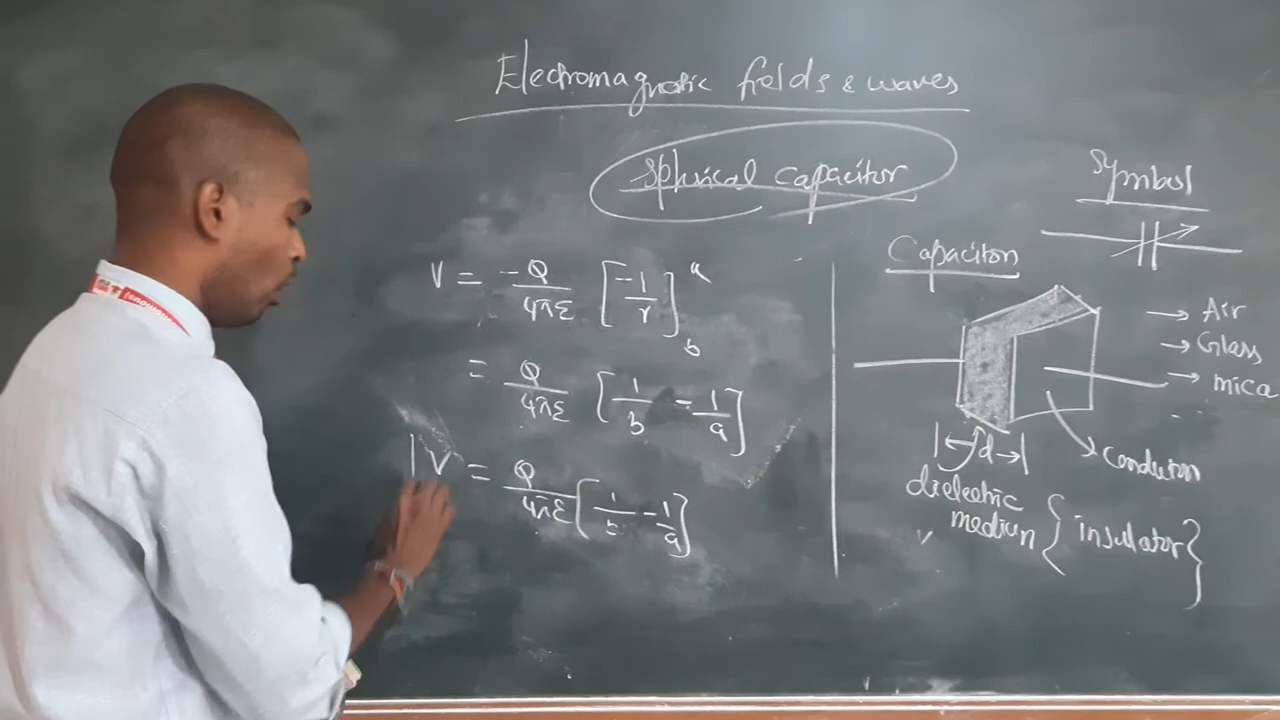 Electromagnetic fields & waves
Spherical capacitor
V = -Q/4πε [-1/r]ₐᵇ
= Q/4πε [1/b - 1/a]
V = Q/4πε [1/b - 1/a]
Symbol
Capacitor
→ Air
→ Glass
→ mica
d
dielectric
medium { insulator }